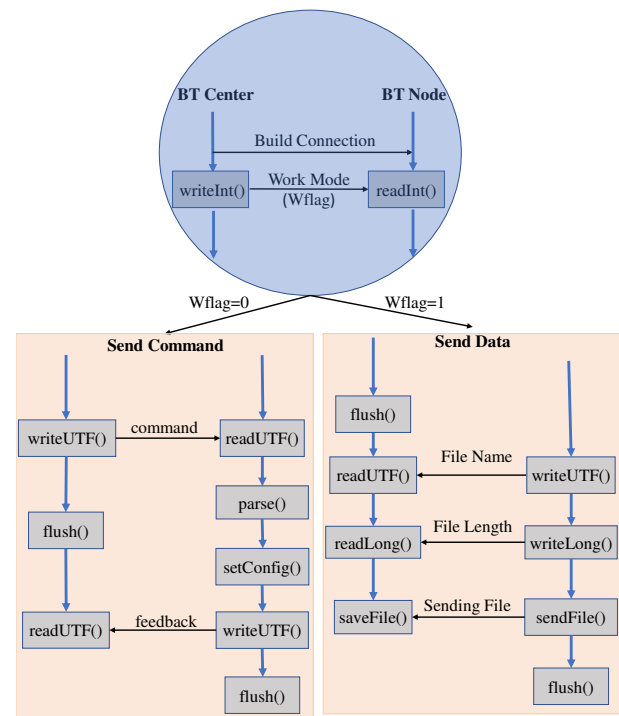 BT Center
BT Node
Build Connection
writeInt()
Work Mode
(Wflag)
readInt()
Wflag=0
Wflag=1
Send Command
writeUTF()
command
readUTF()
parse()
flush()
setConfig()
readUTF()
feedback
writeUTF()
flush()
Send Data
flush()
readUTF()
File Name
writeUTF()
readLong()
File Length
writeLong()
saveFile()
Sending File
sendFile()
flush()